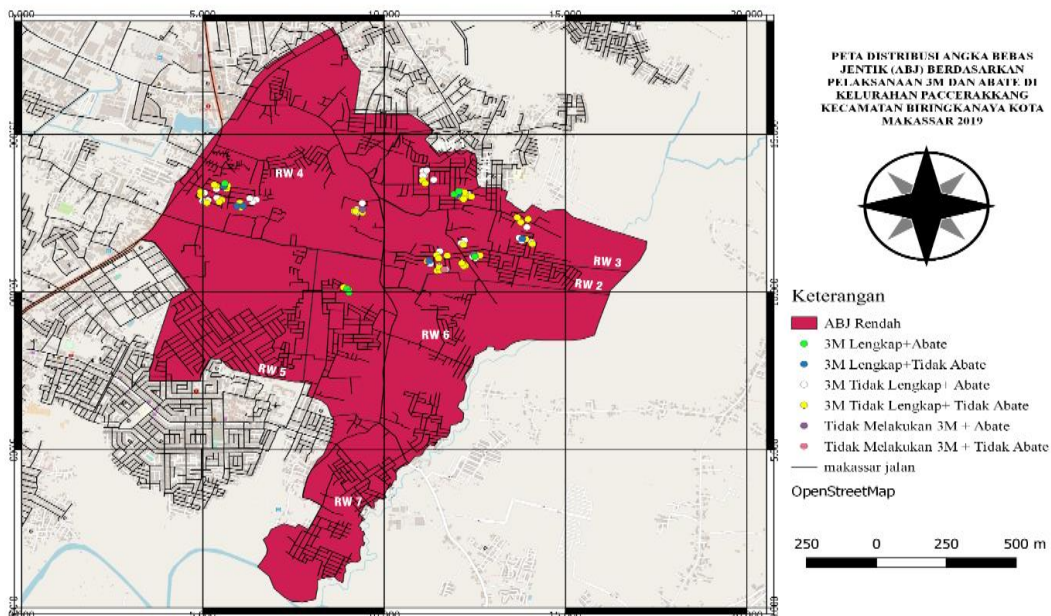 5.000 10.000 15.000 20.000
PETA DISTRIBUSI ANGKA BEBAS
JENTIK (ABJ) BERDASARKAN
PELAKSANAAN 3M DAN ABATE DI
KELURAHAN PACCERAKKANG
KECAMATAN BIRINGKANAYA KOTA
MAKASSAR 2019
RW 4
RW 3
RW 2
RW 6
RW 5
RW 7
Keterangan
ABJ Rendah
3M Lengkap+Abate
3M Lengkap+Tidak Abate
3M Tidak Lengkap+ Abate
3M Tidak Lengkap+ Tidak Abate
Tidak Melakukan 3M + Abate
Tidak Melakukan 3M + Tidak Abate
makassar jalan
OpenStreetMap
250 0 250 500 m